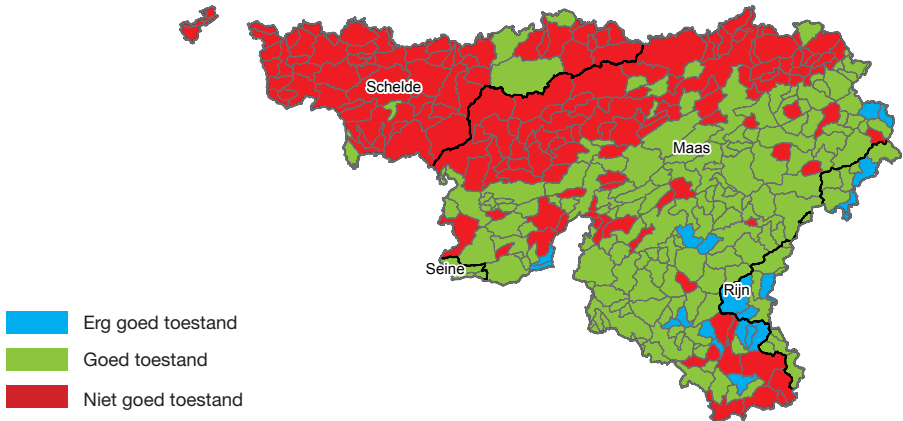 Schelde
Maas
Seine
Rijn
Erg goed toestand
Goed toestand
Niet goed toestand